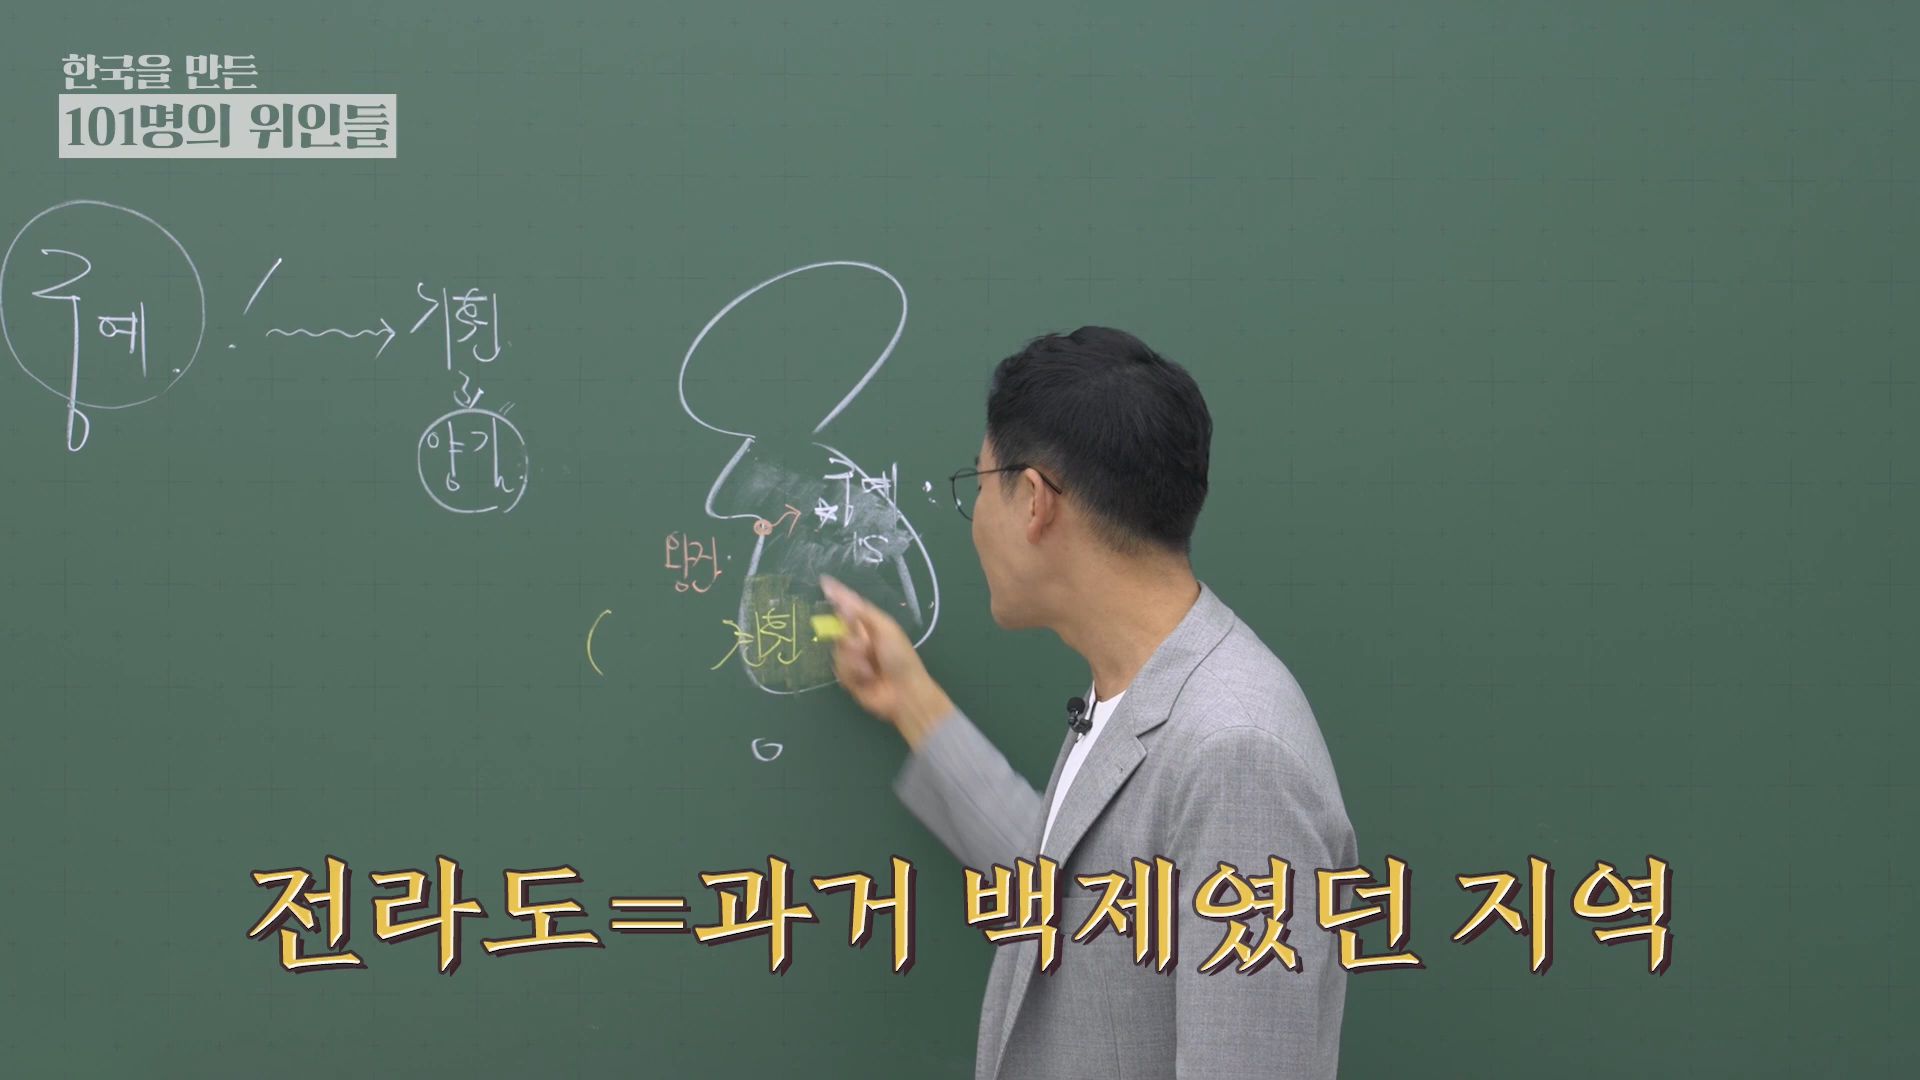 한국을 만든
101명의 위인들
궁예
기훤
양길
궁예
왕건
견훤
전라도=과거 백제였던 지역